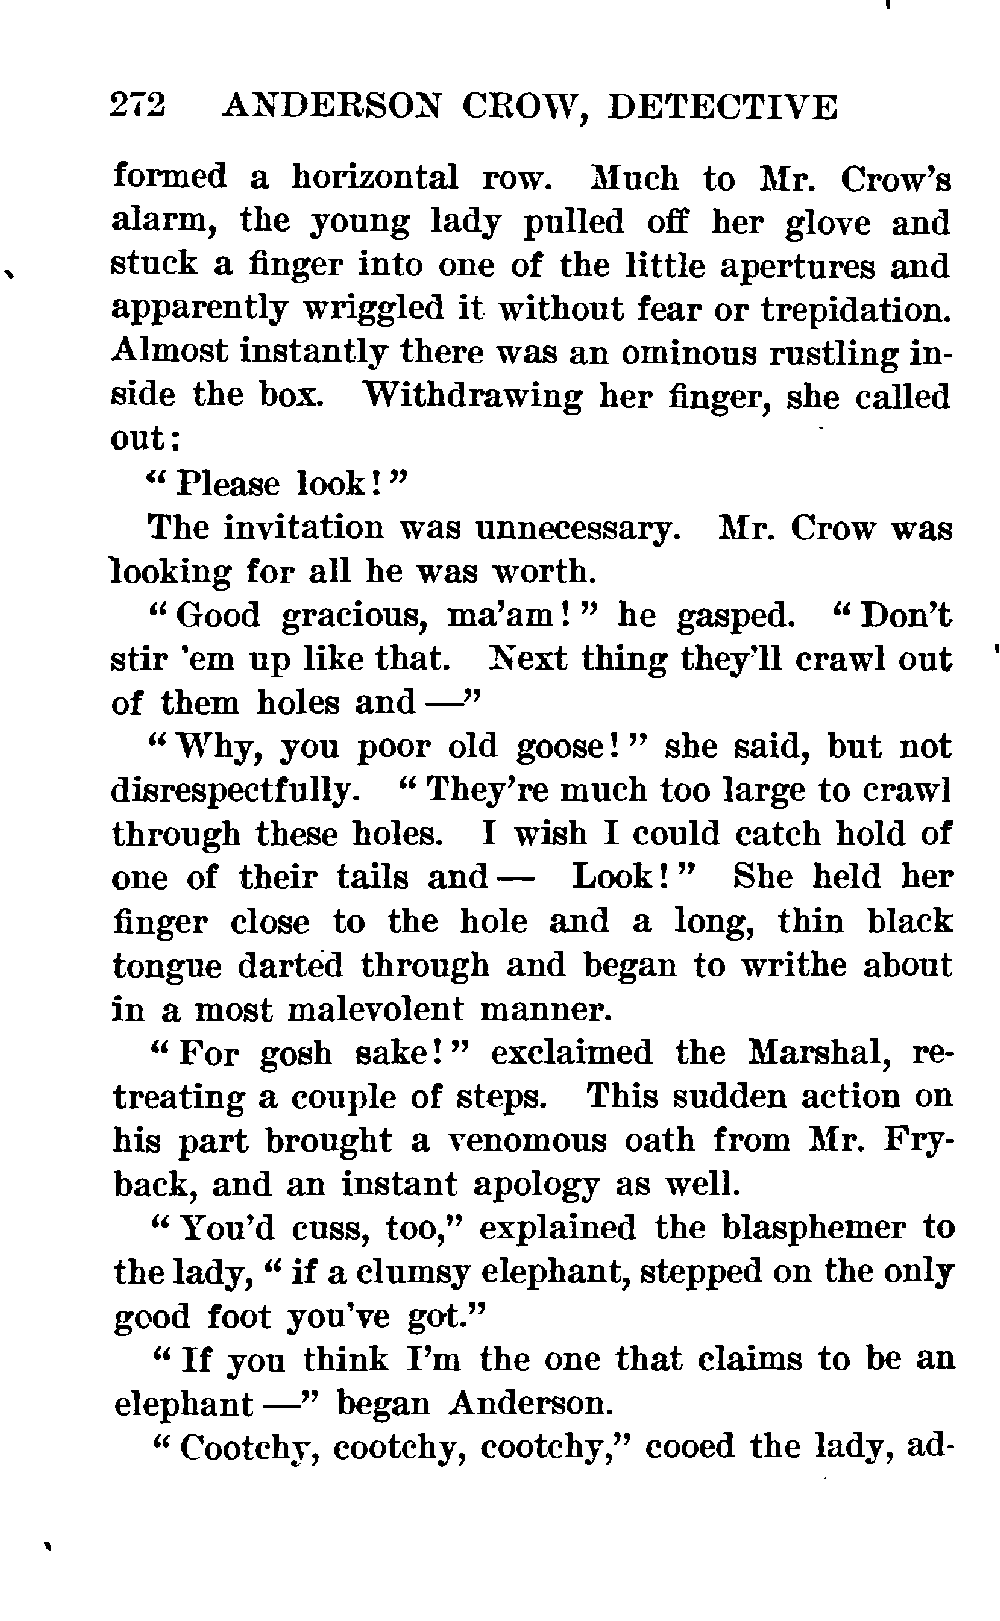 272 ANDERSON CROW, DETECTIVE
formed a horizontal row. Much to Mr. Crow's
alarm, the young lady pulled off her glove and
stuck a finger into one of the little apertures and
apparently wriggled it without fear or trepidation.
Almost instantly there was an ominous rustling in-
side the box. Withdrawing her finger, she called
out:
“ Please look! ”
The invitation was unnecessary. Mr. Crow was
looking for all he was worth.
“ Good gracious, ma'am! ” he gasped. “ Don't
stir 'em up like that. Next thing they'll crawl out
of them holes and —”
“ Why, you poor old goose! ” she said, but not
disrespectfully. “ They're much too large to crawl
through these holes. I wish I could catch hold of
one of their tails and — Look! ” She held her
finger close to the hole and a long, thin black
tongue darted through and began to writhe about
in a most malevolent manner.
“ For gosh sake! ” exclaimed the Marshal, re-
treating a couple of steps. This sudden action on
his part brought a venomous oath from Mr. Fry-
back, and an instant apology as well.
“ You'd cuss, too,” explained the blasphemer to
the lady, “ if a clumsy elephant, stepped on the only
good foot you've got.”
“ If you think I'm the one that claims to be an
elephant —” began Anderson.
“ Cootchy, cootchy, cootchy,” cooed the lady, ad-